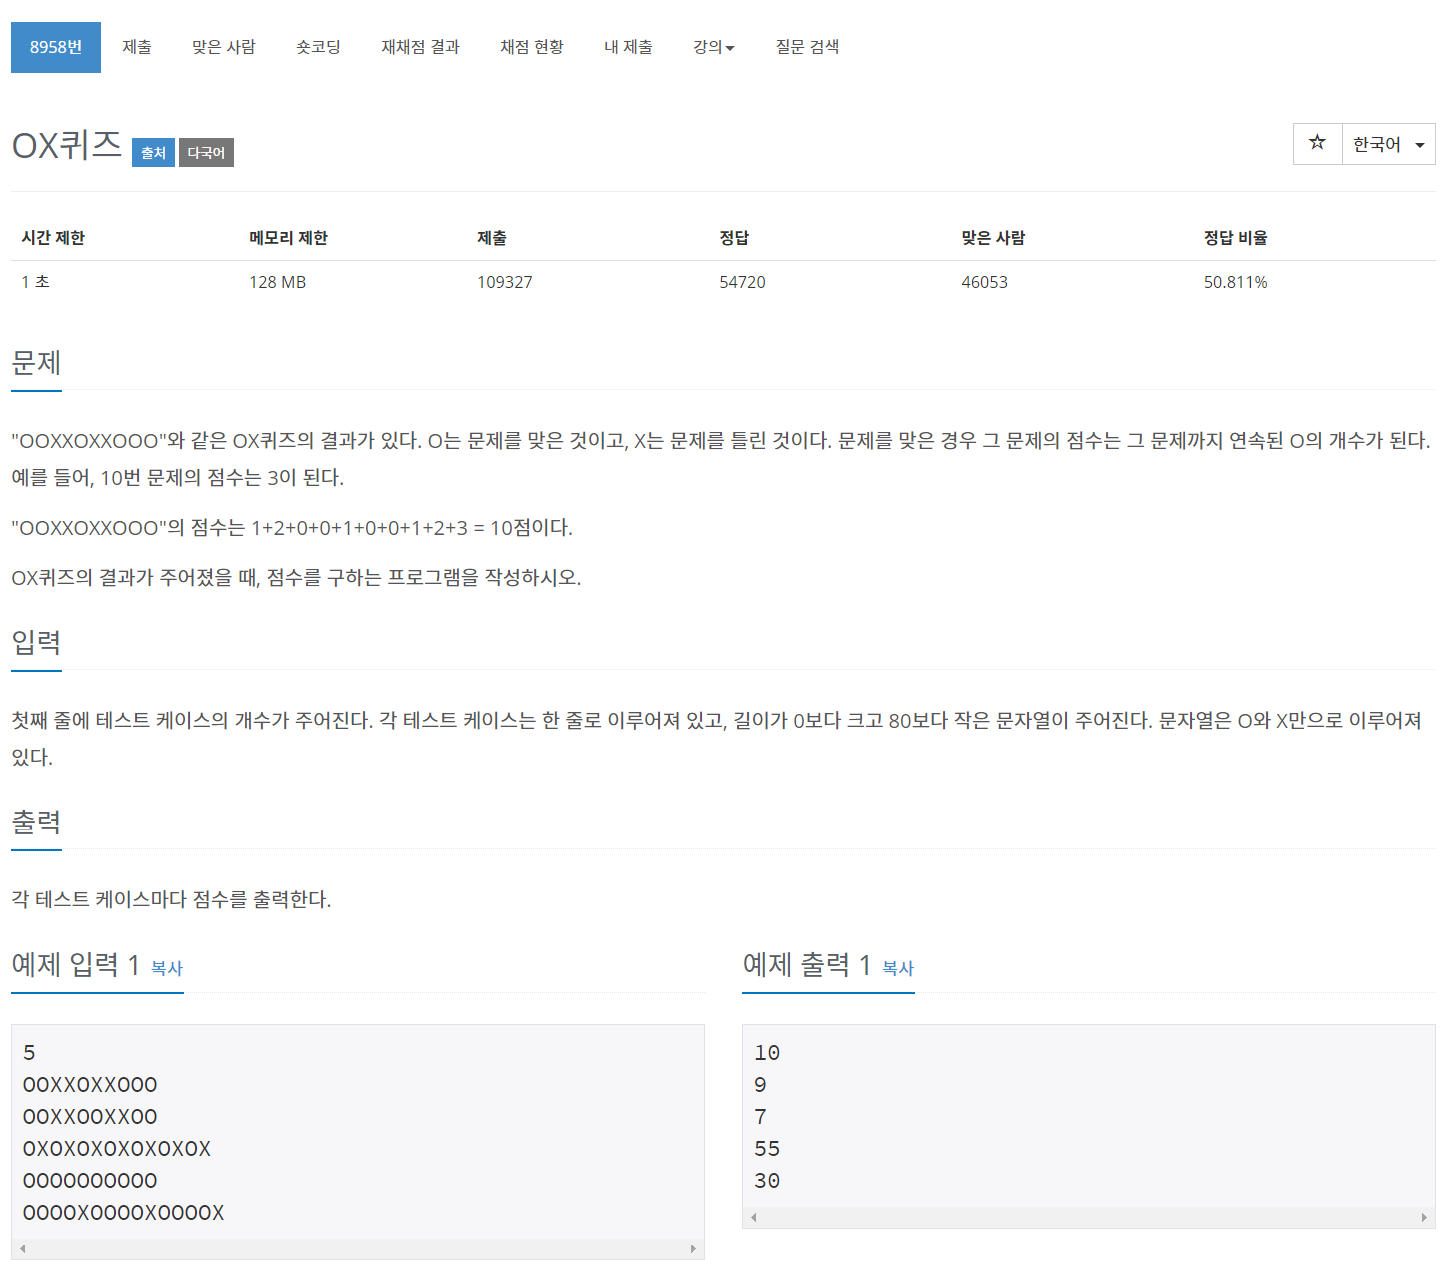 8958번 제출 맞은 사람 숏코딩 재채점 결과 채점 현황 내 제출 강의 질문 검색
OX퀴즈 출처 다국어 ☆ 한국어
시간 제한 메모리 제한 제출 정답 맞은 사람 정답 비율
1 초 128 MB 109327 54720 46053 50.811%
문제
"OOXXOXXOOO"와 같은 OX퀴즈의 결과가 있다. O는 문제를 맞은 것이고, X는 문제를 틀린 것이다. 문제를 맞은 경우 그 문제의 점수는 그 문제까지 연속된 O의 개수가 된다.
예를 들어, 10번 문제의 점수는 3이 된다.
"OOXXOXXOOO"의 점수는 1+2+0+0+1+0+0+1+2+3 = 10점이다.
OX퀴즈의 결과가 주어졌을 때, 점수를 구하는 프로그램을 작성하시오.
입력
첫째 줄에 테스트 케이스의 개수가 주어진다. 각 테스트 케이스는 한 줄로 이루어져 있고, 길이가 0보다 크고 80보다 작은 문자열이 주어진다. 문자열은 O와 X만으로 이루어져
있다.
출력
각 테스트 케이스마다 점수를 출력한다.
예제 입력 1 복사
5
OOXXOXXOOO
OOXXOOXXOO
OXOXOXOXOXOXOX
OOOOOOOOOO
OOOOXOOOOXOOOOX
예제 출력 1 복사
10
9
7
55
30